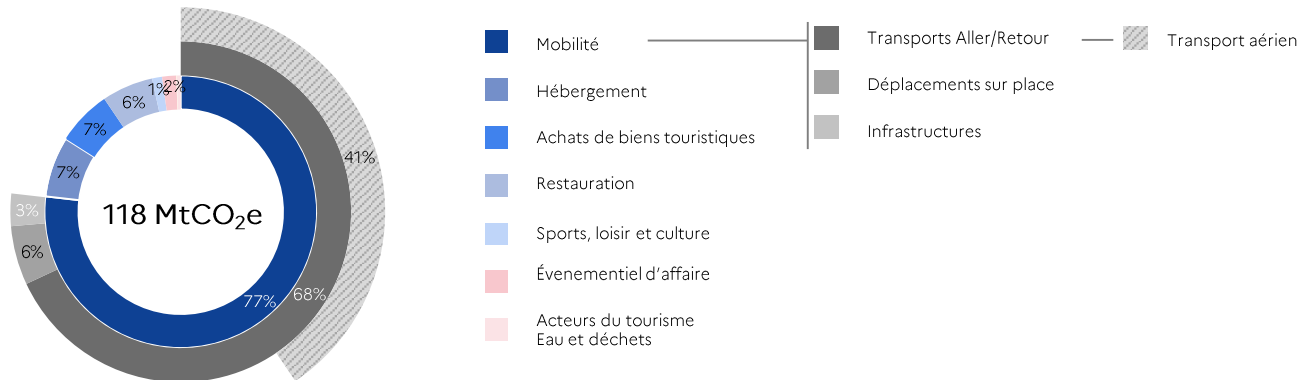 2%
1%
6%
7%
7%
41%
118 MtCO₂e
3%
6%
68%
77%
Mobilité
Hébergement
Achats de biens touristiques
Restauration
Sports, loisir et culture
Évenementiel d'affaire
Acteurs du tourisme
Eau et déchets
Transports Aller/Retour
Déplacements sur place
Infrastructures
Transport aérien